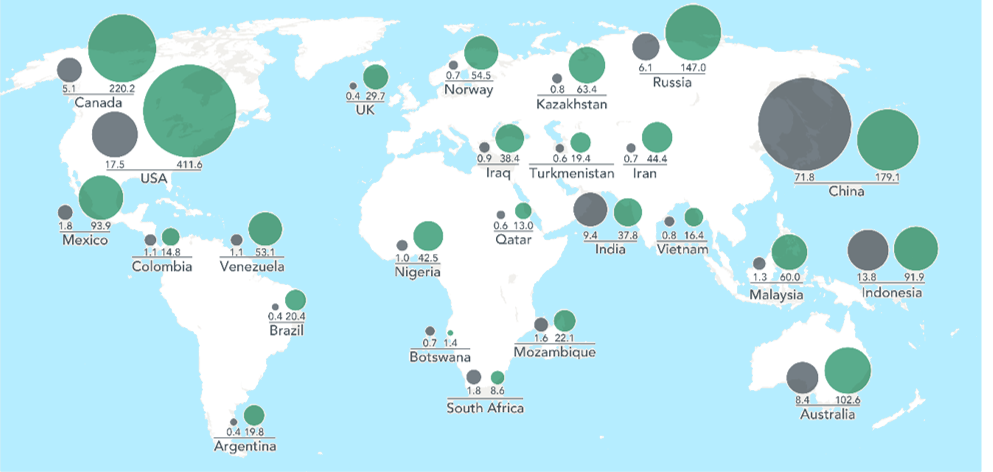 5.1 220.2
Canada
17.5 411.6
USA
1.8 93.9
Mexico
1.1 14.8
Colombia
1.1 53.1
Venezuela
0.4 20.4
Brazil
0.4 19.8
Argentina
0.4 29.7
UK
0.7 54.5
Norway
0.8 63.4
Kazakhstan
6.1 147.0
Russia
0.9 38.4
Iraq
0.6 19.4
Turkmenistan
0.7 44.4
Iran
71.8 179.1
China
0.6 13.0
Qatar
9.4 37.8
India
0.8 16.4
Vietnam
1.0 42.5
Nigeria
1.3 60.0
Malaysia
13.8 91.9
Indonesia
0.7 1.4
Botswana
1.6 22.1
Mozambique
1.8 8.6
South Africa
8.4 102.6
Australia